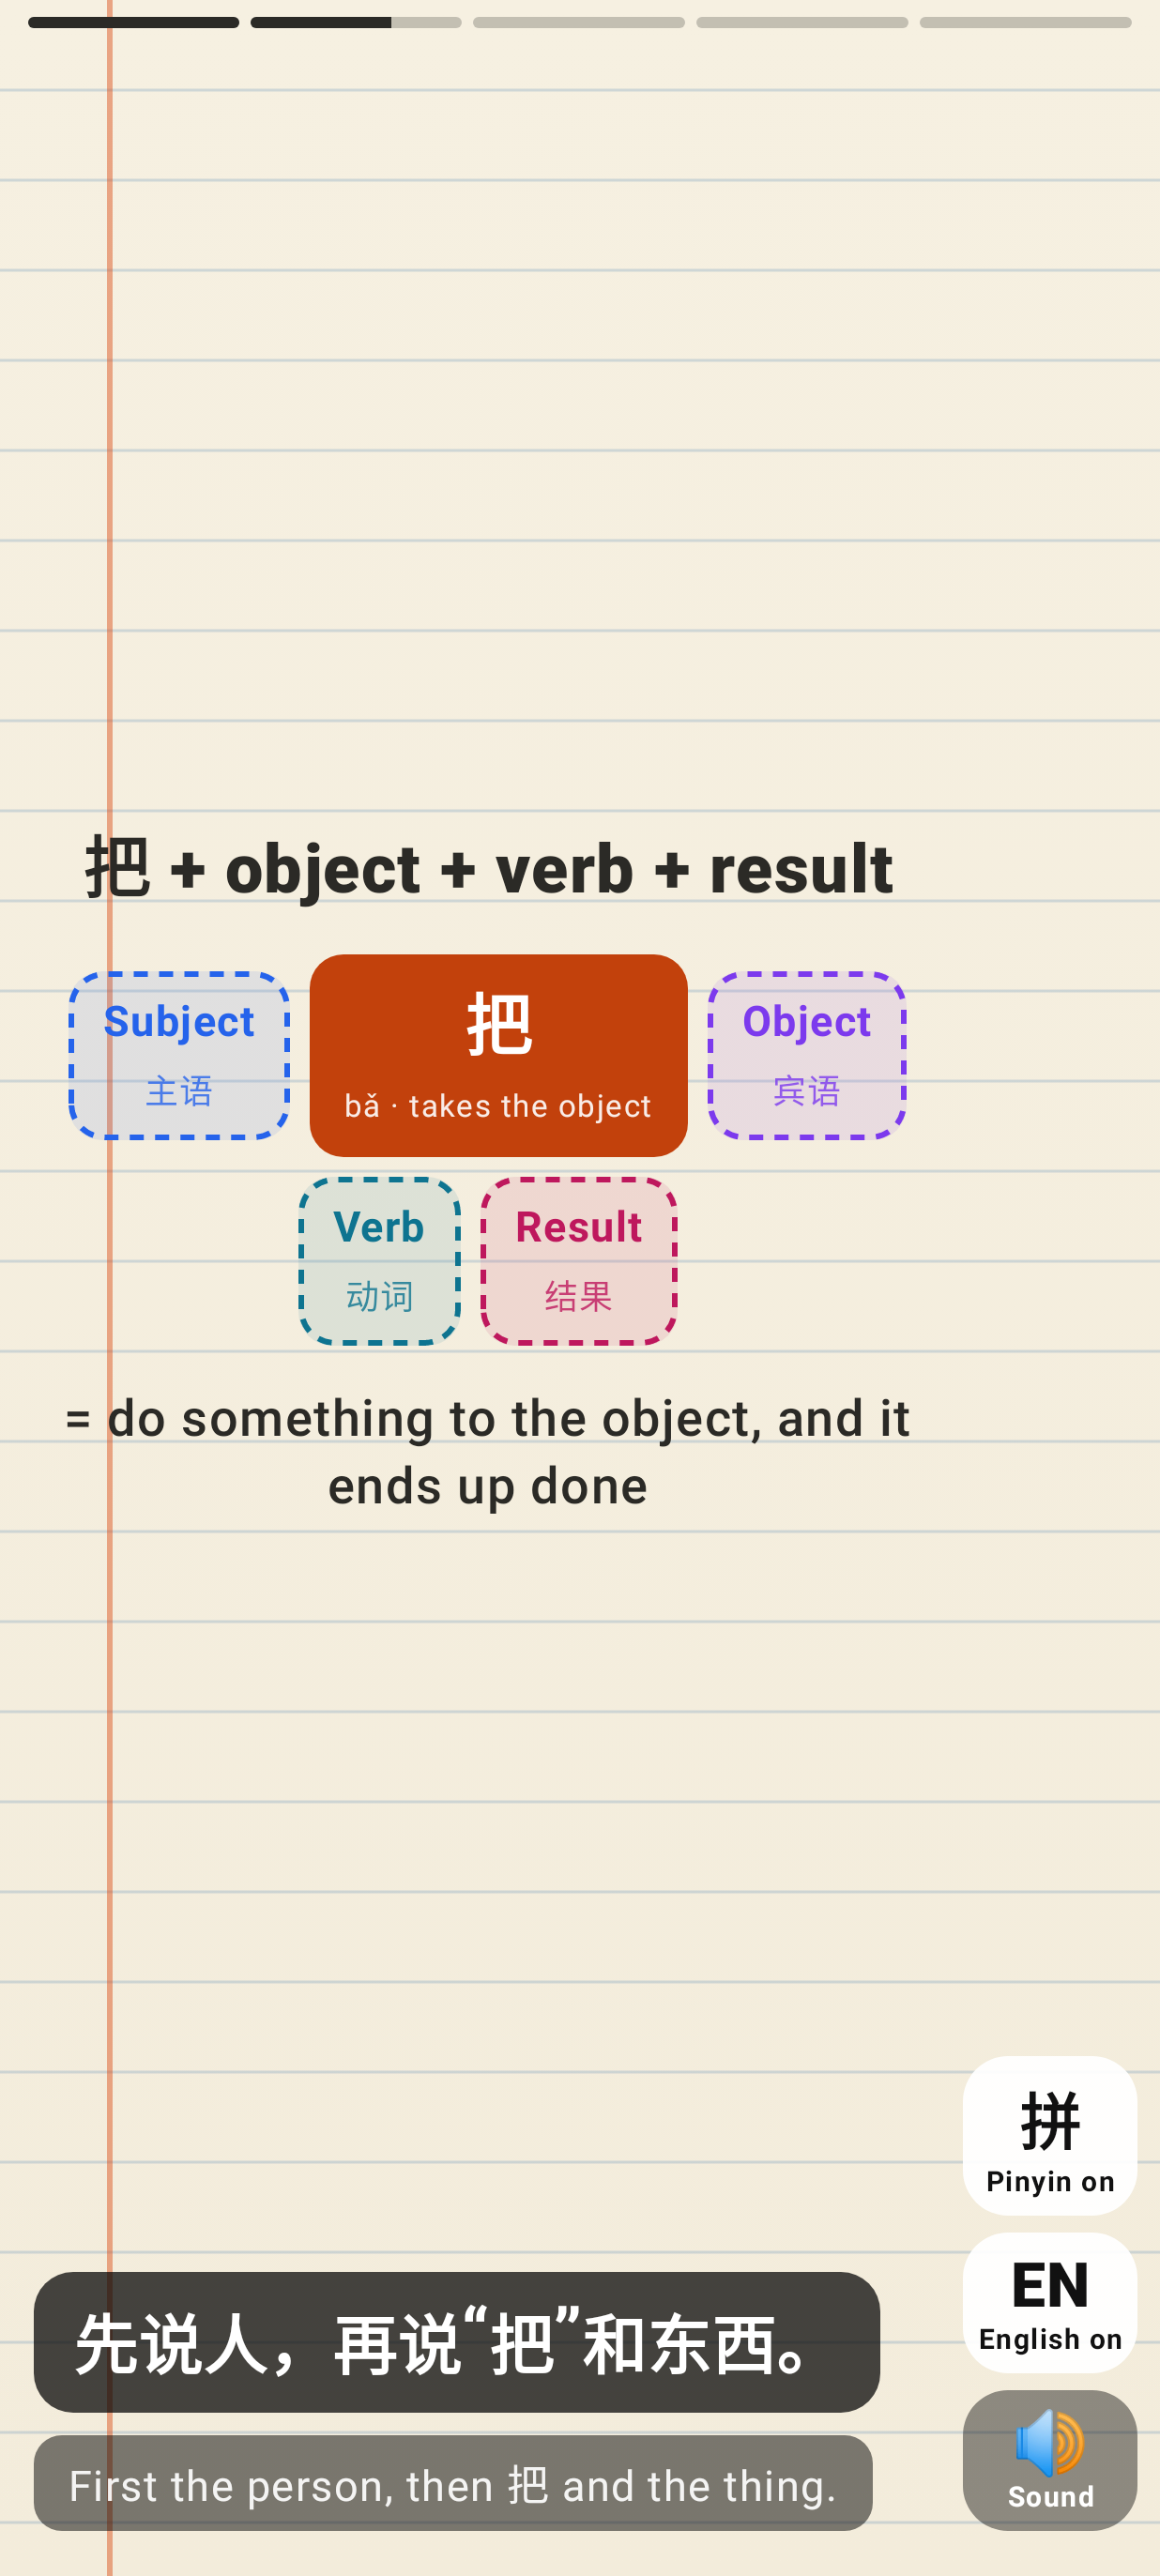 把 + object + verb + result
Subject
主语
把
bǎ · takes the object
Object
宾语
Verb
动词
Result
结果
= do something to the object, and it
ends up done
拼
Pinyin on
EN
English on
先说人，再说“把”和东西。
First the person, then 把 and the thing.
Sound